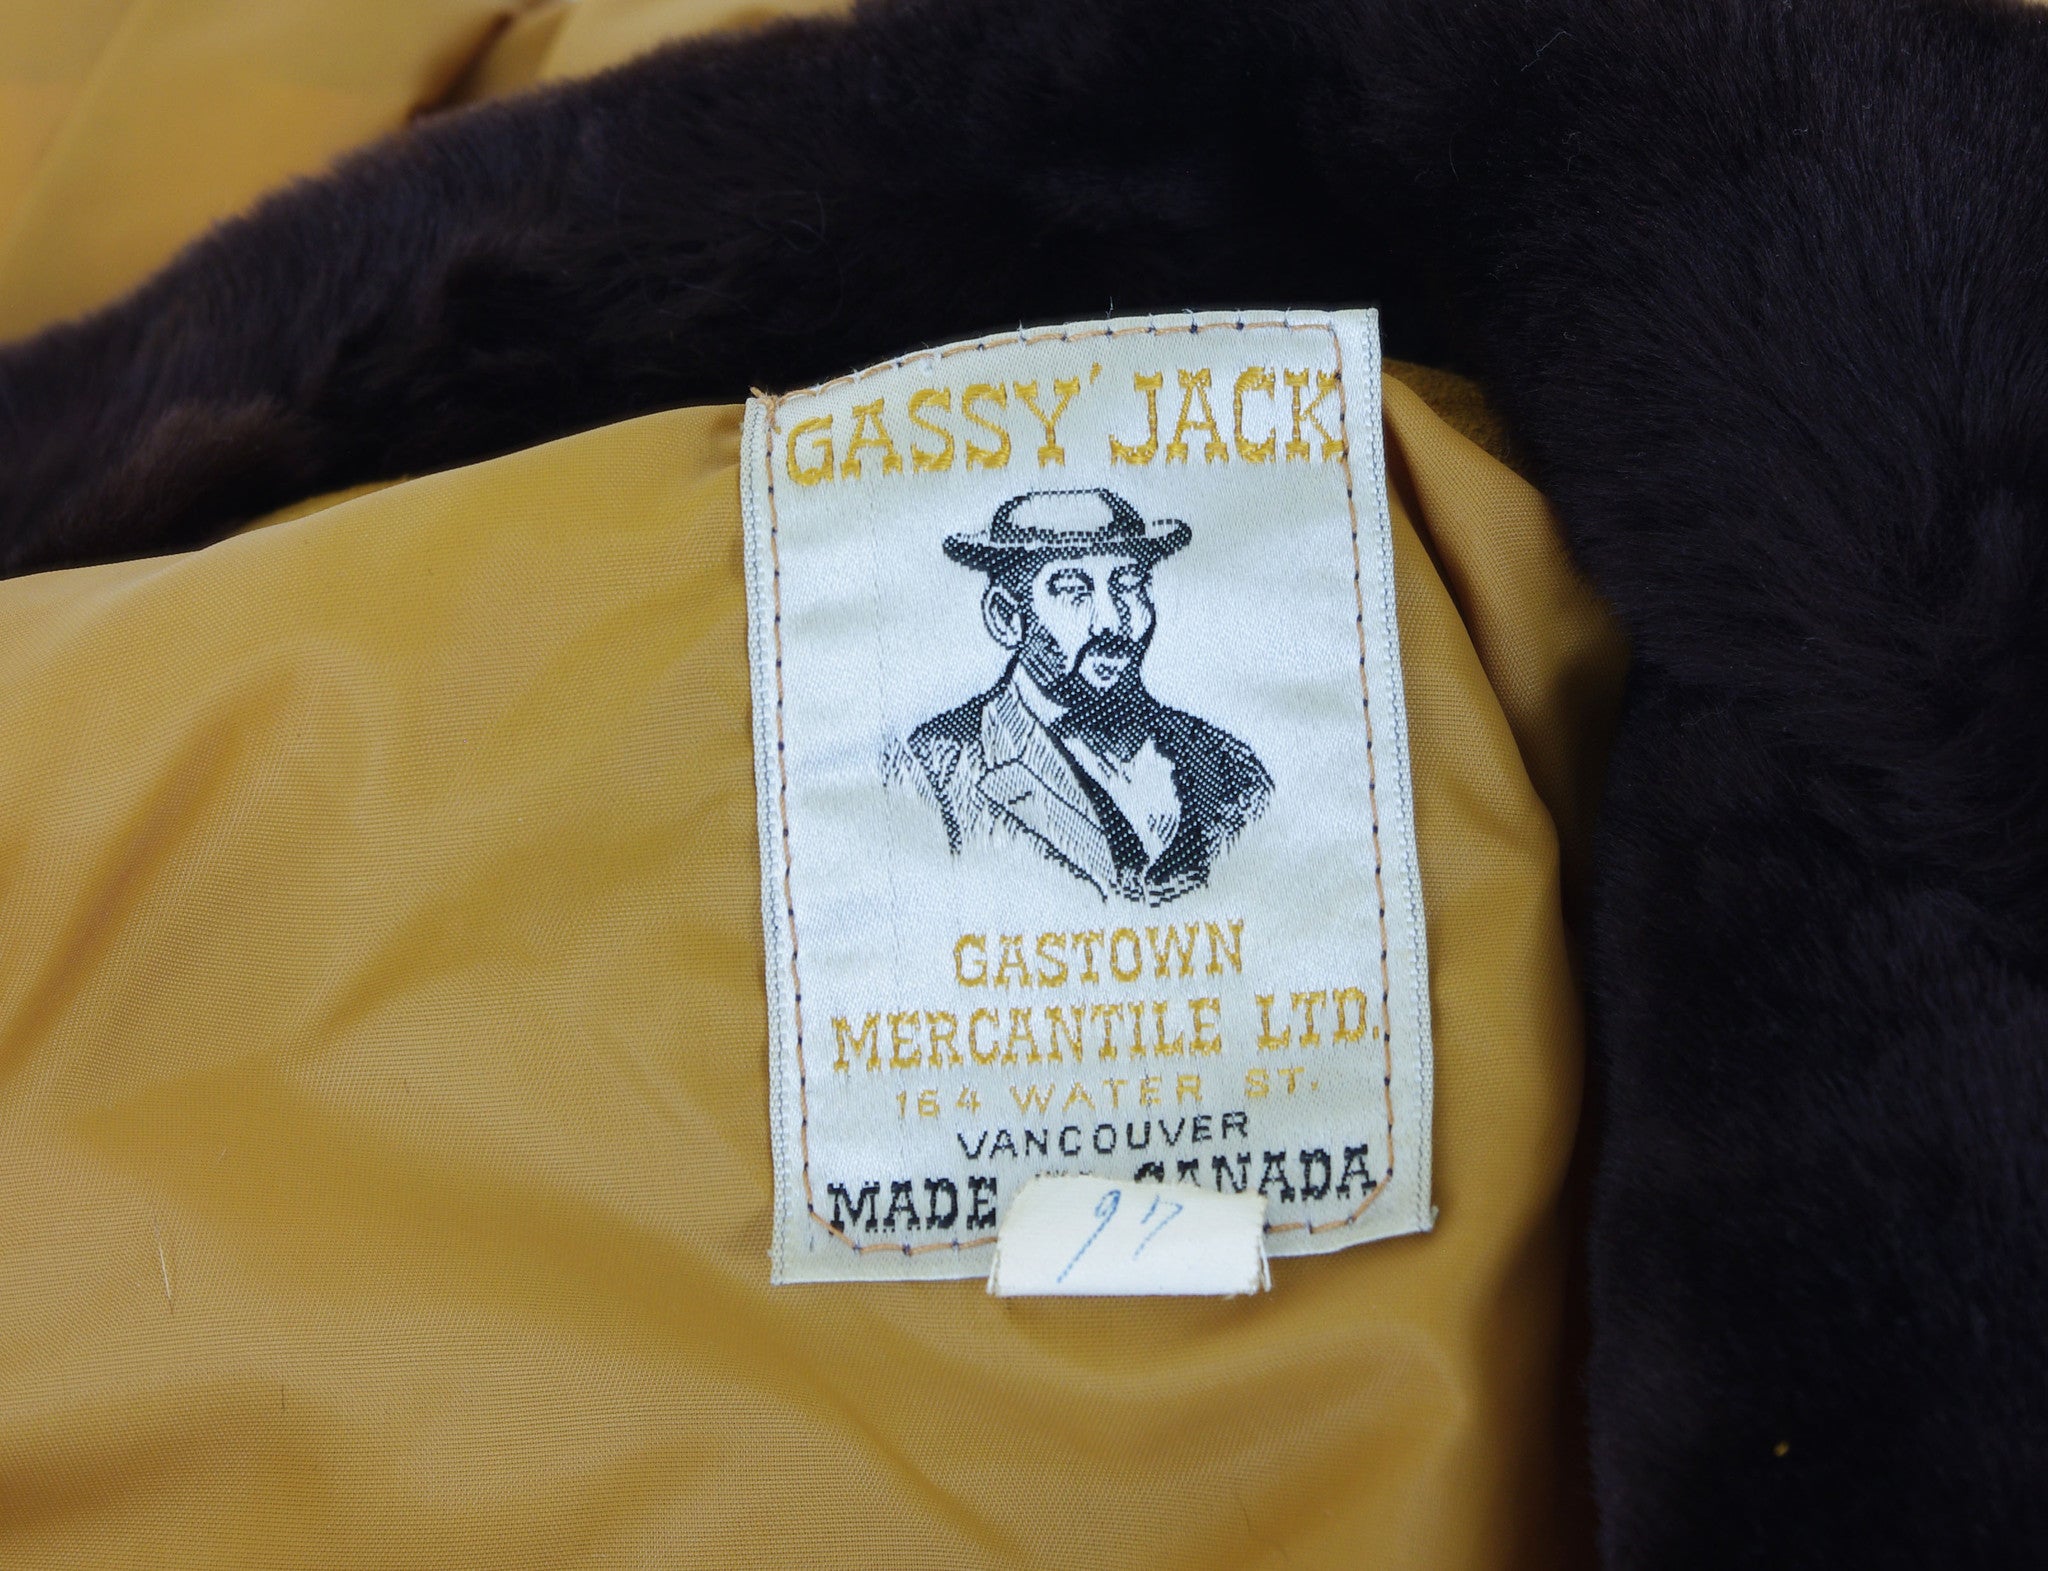 GASSY' JACK
GASTOWN
MERCANTILE LTD.
164 WATER ST.
VANCOUVER
MADE CANADA
97